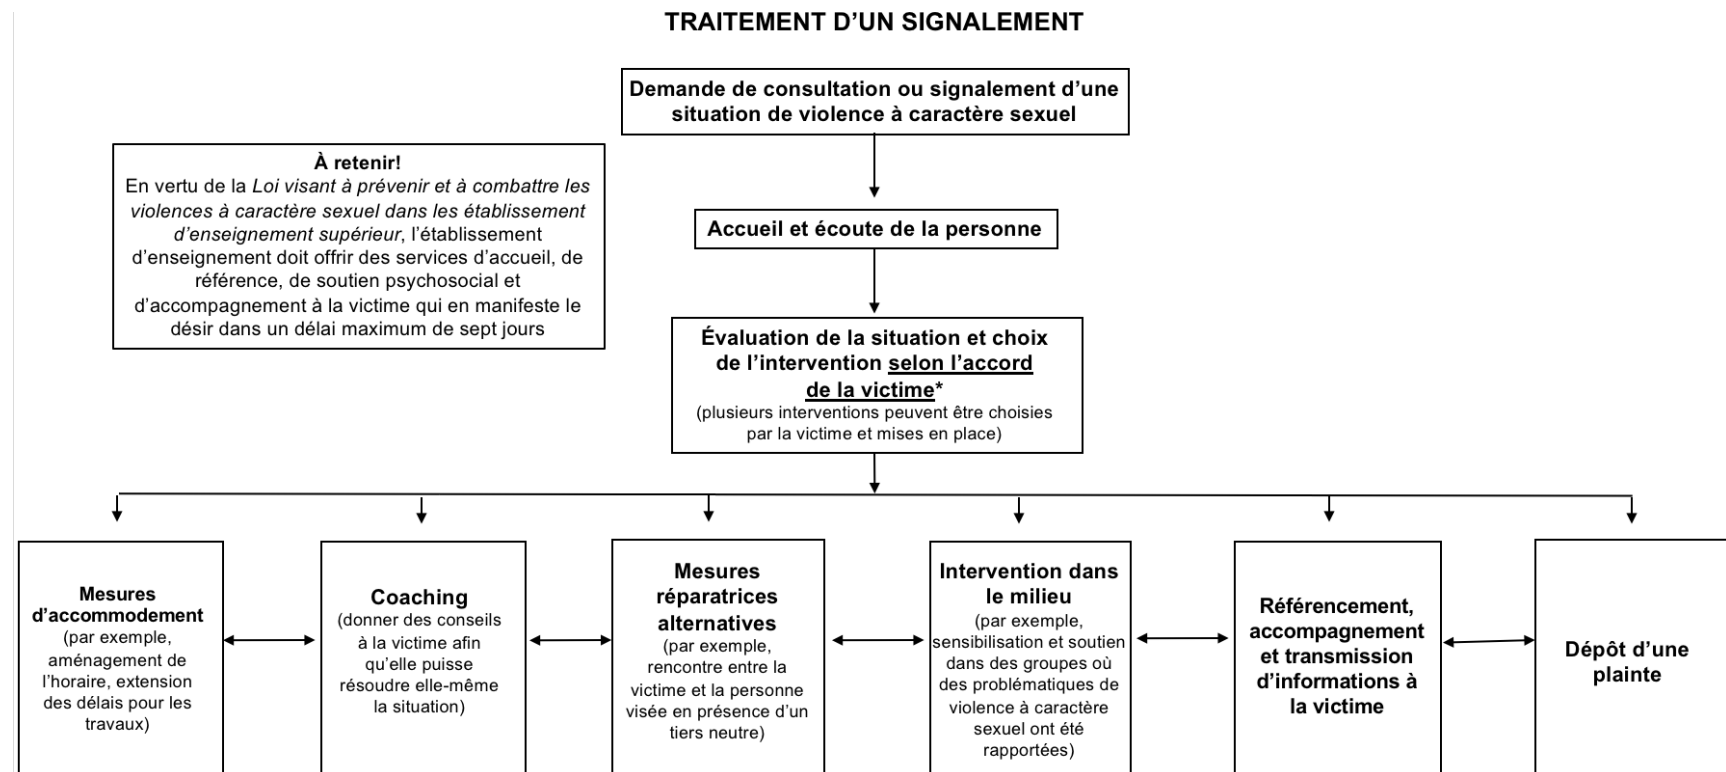 TRAITEMENT D’UN SIGNALEMENT
Demande de consultation ou signalement d’une
situation de violence à caractère sexuel
À retenir!
En vertu de la Loi visant à prévenir et à combattre les
violences à caractère sexuel dans les établissement
d’enseignement supérieur, l’établissement
d’enseignement doit offrir des services d’accueil, de
référence, de soutien psychosocial et
d’accompagnement à la victime qui en manifeste le
désir dans un délai maximum de sept jours
Accueil et écoute de la personne
Évaluation de la situation et choix
de l’intervention selon l’accord
de la victime*
(plusieurs interventions peuvent être choisies
par la victime et mises en place)
Mesures
d’accommodement
(par exemple,
aménagement de
l’horaire, extension
des délais pour les
travaux)
Coaching
(donner des conseils
à la victime afin
qu’elle puisse
résoudre elle-même
la situation)
Mesures
réparatrices
alternatives
(par exemple,
rencontre entre la
victime et la personne
visée en présence d’un
tiers neutre)
Intervention dans
le milieu
(par exemple,
sensibilisation et soutien
dans des groupes où
des problématiques de
violence à caractère
sexuel ont été
rapportées)
Référencement,
accompagnement
et transmission
d’informations à
la victime
Dépôt d’une
plainte